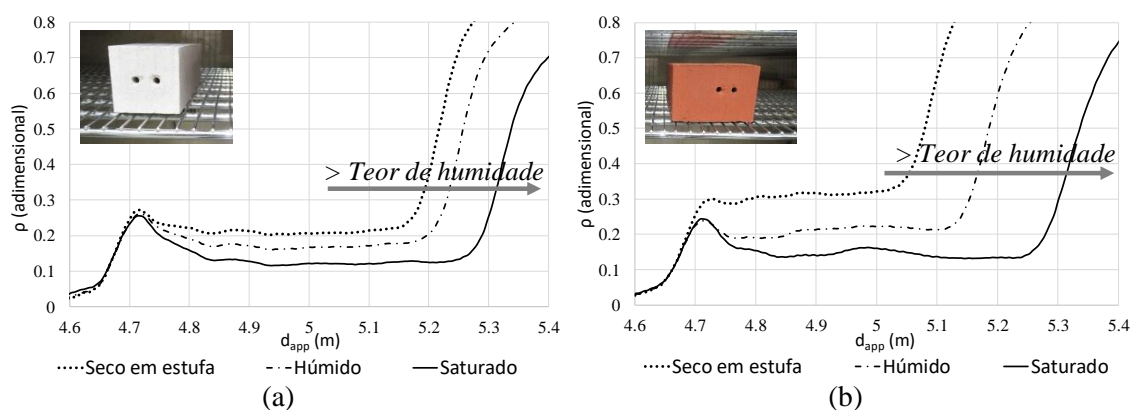 0.8
0.7
0.6
0.5
0.4
0.3
0.2
0.1
0
ρ (adimensional)
> Teor de humidade
4.6 4.7 4.8 4.9 5 5.1 5.2 5.3 5.4
d_app (m)
Seco em estufa Húmido Saturado
(a)
0.8
0.7
0.6
0.5
0.4
0.3
0.2
0.1
0
ρ (adimensional)
> Teor de humidade
4.6 4.7 4.8 4.9 5 5.1 5.2 5.3 5.4
d_app (m)
Seco em estufa Húmido Saturado
(b)